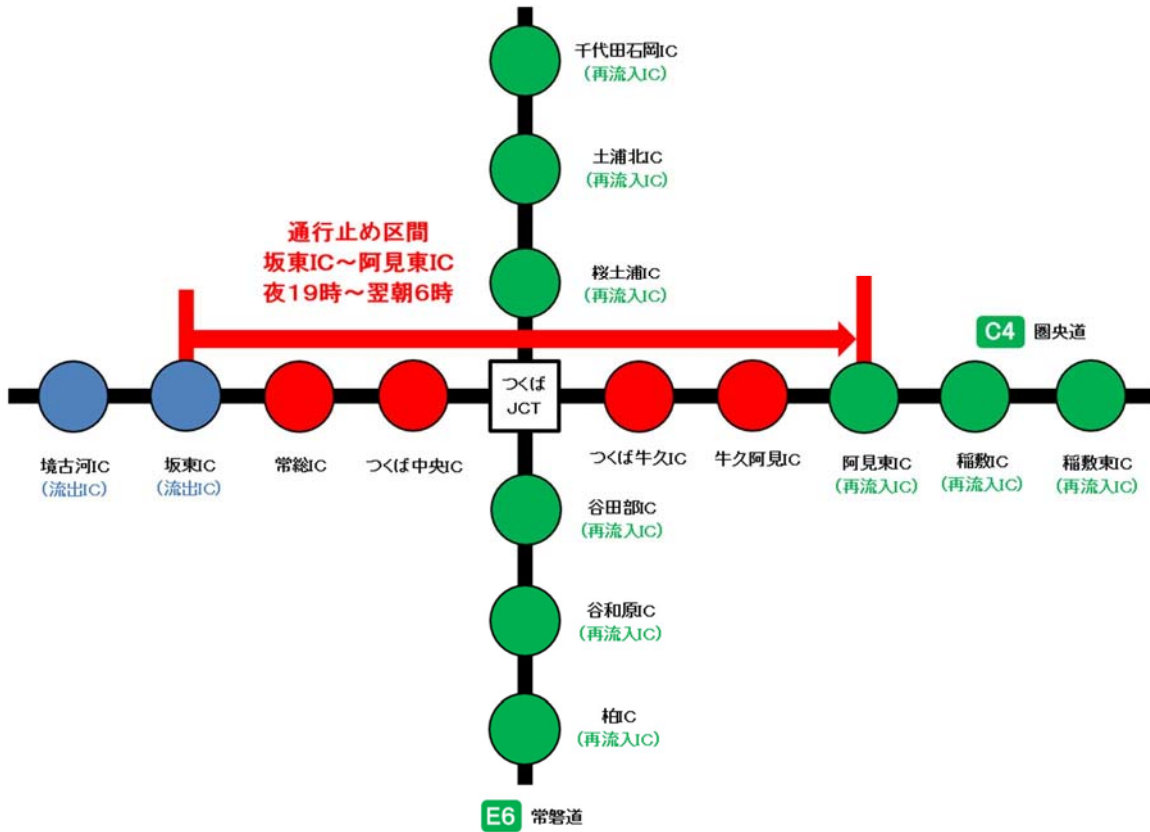 千代田石岡IC
(再流入IC)
土浦北IC
(再流入IC)
通行止め区間
坂東IC～阿見東IC
夜19時～翌朝6時
桜土浦IC
(再流入IC)
C4 圏央道
つくば
JCT
境古河IC
(流出IC)
坂東IC
(流出IC)
常総IC
つくば中央IC
つくば牛久IC
牛久阿見IC
阿見東IC
(再流入IC)
稲敷IC
(再流入IC)
稲敷東IC
(再流入IC)
谷田部IC
(再流入IC)
谷和原IC
(再流入IC)
柏IC
(再流入IC)
E6 常磐道